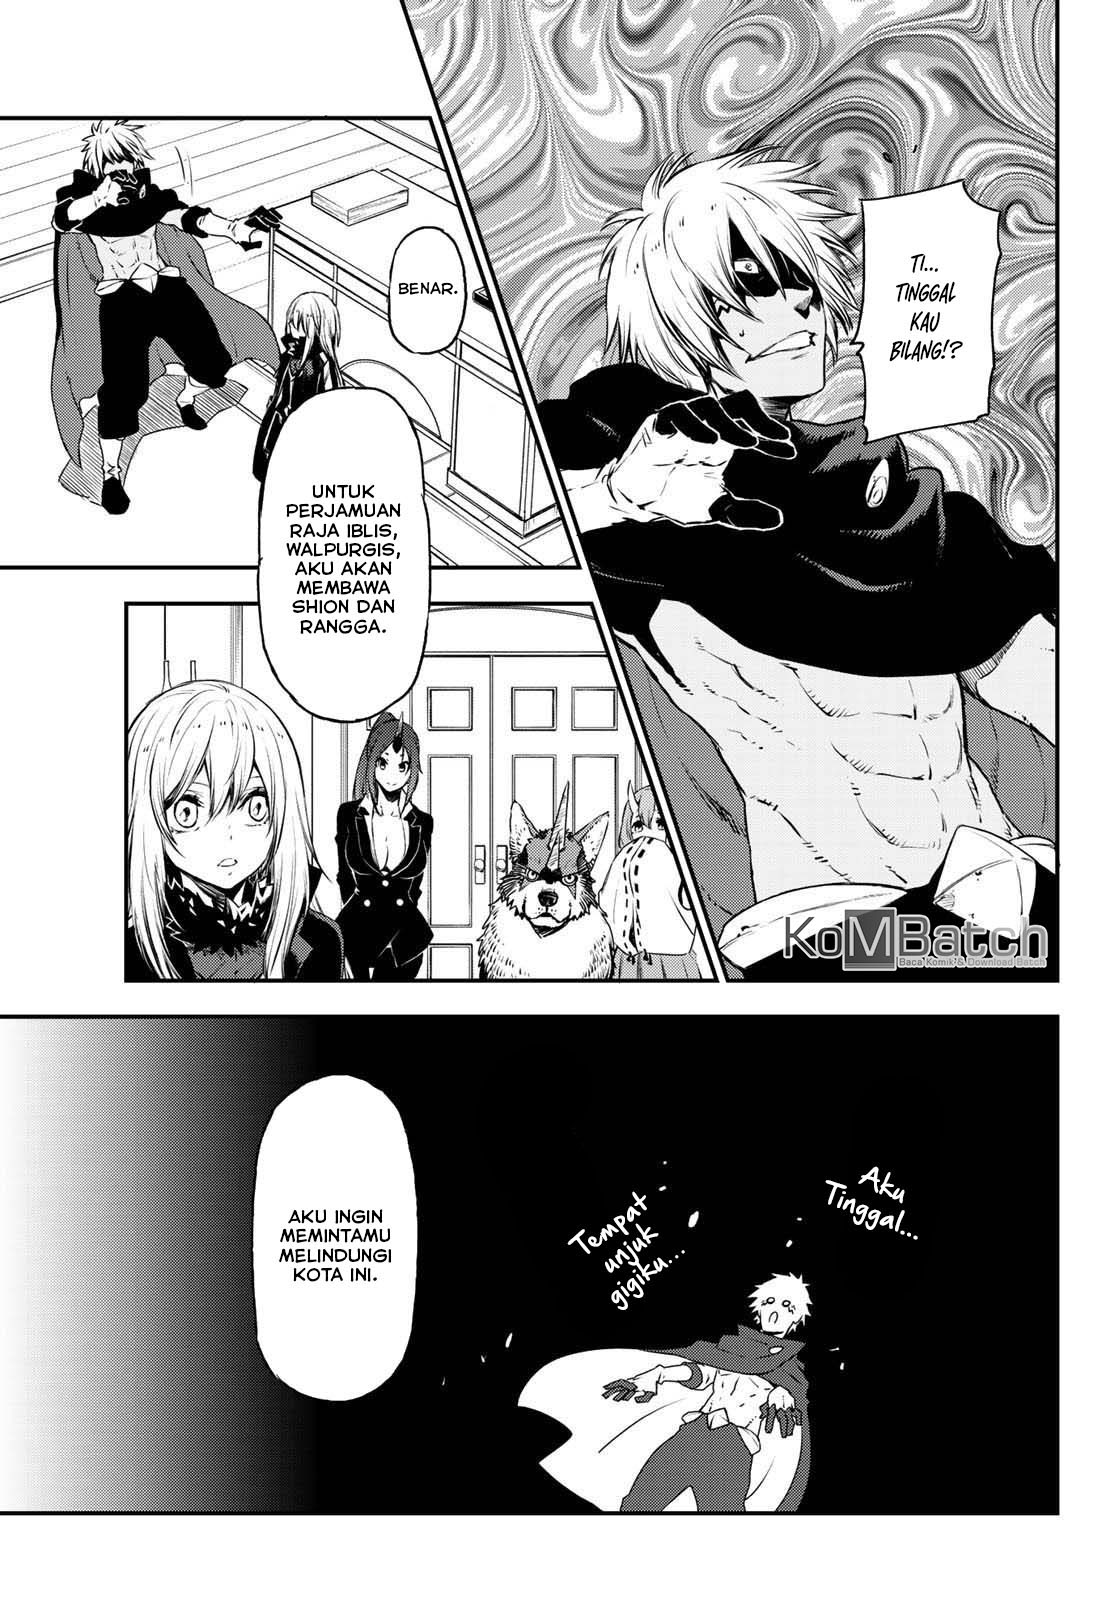 TI...
TINGGAL
KAU
BILANG!?
BENAR.
UNTUK
PERJAMUAN
RAJA IBLIS,
WALPURGIS,
AKU AKAN
MEMBAWA
SHION DAN
RANGGA.
KoMBatch
Baca Komik & Download Batch
Aku
Tinggal...
Tempat
unjuk
gigiku...
AKU INGIN
MEMINTAMU
MELINDUNGI
KOTA INI.